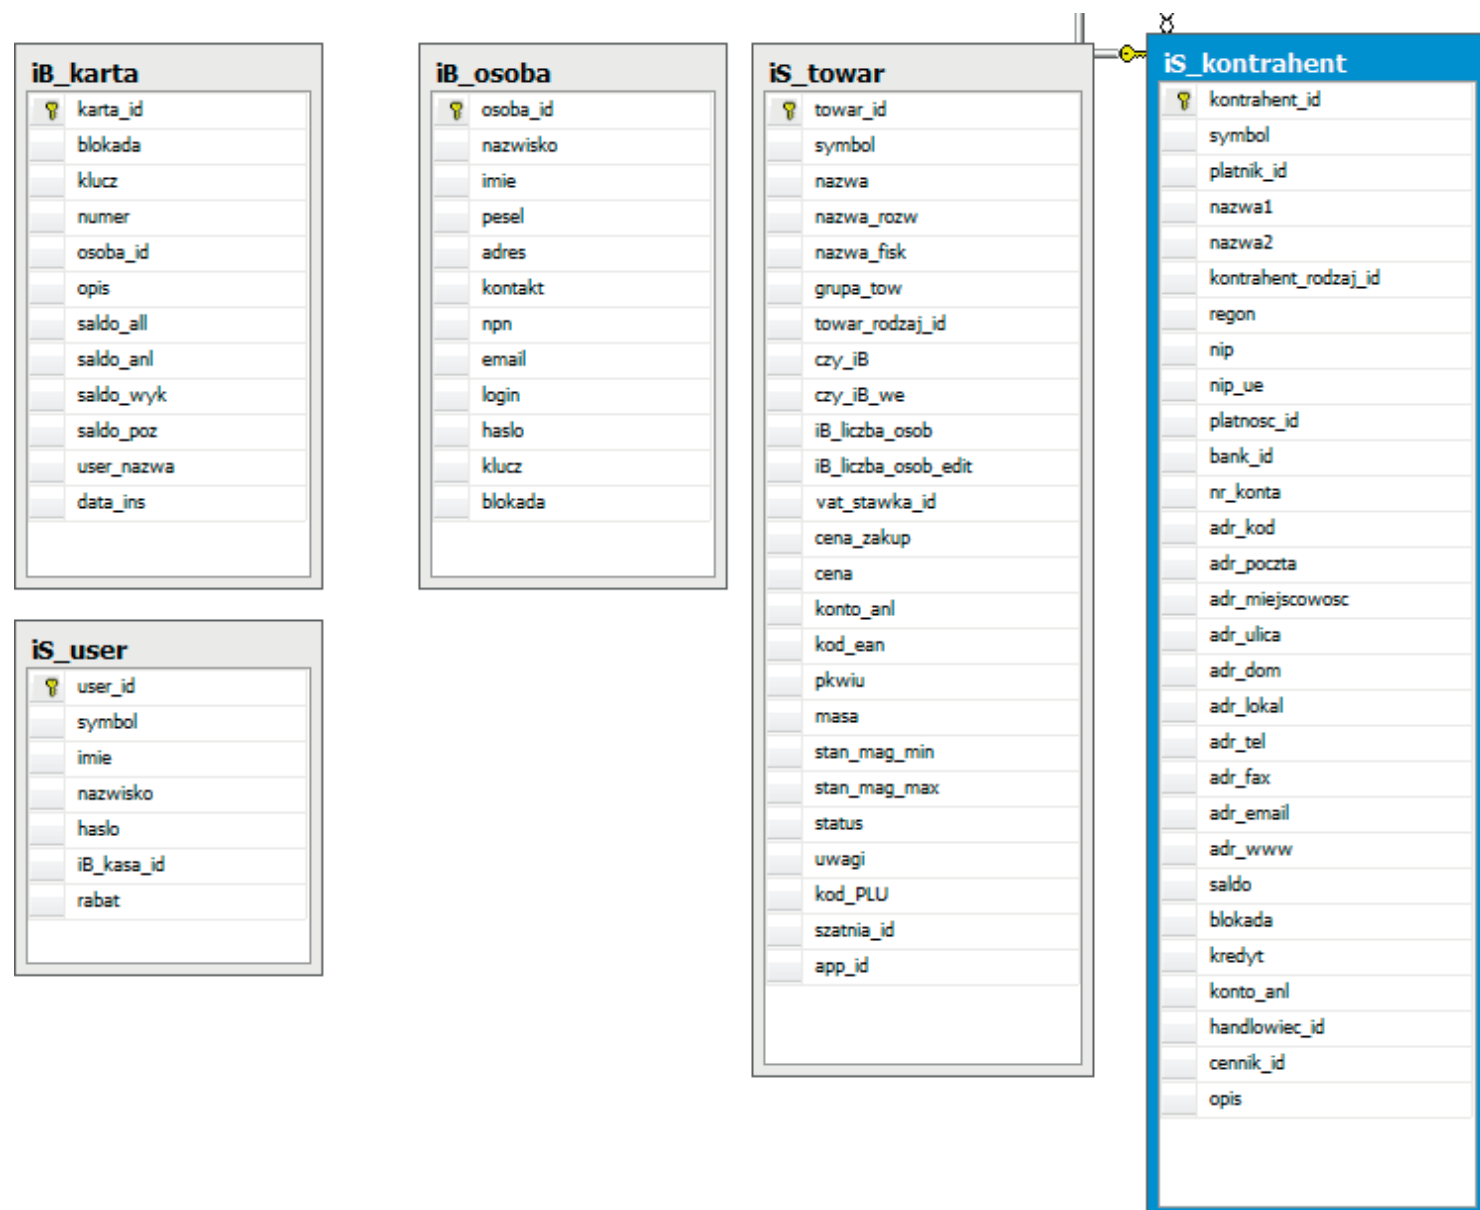 iB_karta
karta_id
blokada
klucz
numer
osoba_id
opis
saldo_all
saldo_anl
saldo_wyk
saldo_poz
user_nazwa
data_ins
iS_user
user_id
symbol
imie
nazwisko
haslo
iB_kasa_id
rabat
iB_osoba
osoba_id
nazwisko
imie
pesel
adres
kontakt
npn
email
login
haslo
klucz
blokada
iS_towar
towar_id
symbol
nazwa
nazwa_rozw
nazwa_fisk
grupa_tow
towar_rodzaj_id
czy_iB
czy_iB_we
iB_liczba_osob
iB_liczba_osob_edit
vat_stawka_id
cena_zakup
cena
konto_anl
kod_ean
pkwiu
masa
stan_mag_min
stan_mag_max
status
uwagi
kod_PLU
szatnia_id
app_id
iS_kontrahent
kontrahent_id
symbol
platnik_id
nazwa1
nazwa2
kontrahent_rodzaj_id
regon
nip
nip_ue
platnosc_id
bank_id
nr_konta
adr_kod
adr_poczta
adr_miejscowosc
adr_ulica
adr_dom
adr_lokal
adr_tel
adr_fax
adr_email
adr_www
saldo
blokada
kredyt
konto_anl
handlowiec_id
cennik_id
opis